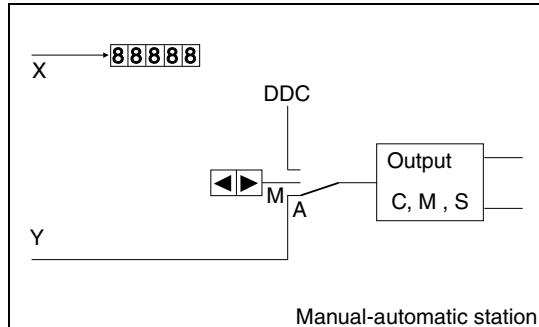 88888
X
DDC
Output
M
C, M , S
A
Y
Manual-automatic station